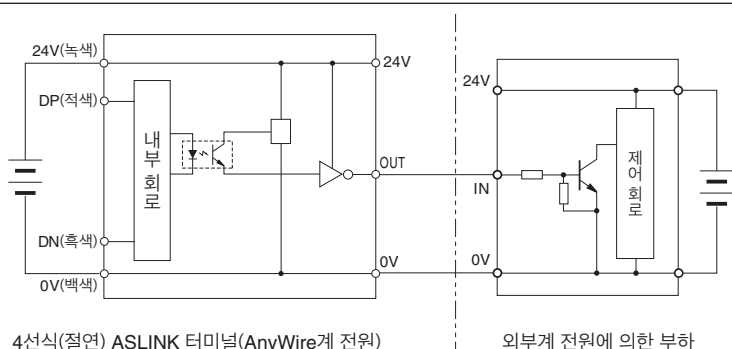 24V(녹색)
DP(적색)
내부 회로
DN(흑색)
0V(백색)
24V
OUT
0V
4선식(절연) ASLINK 터미널(AnyWire계 전원)
24V
IN
0V
제어 회로
외부계 전원에 의한 부하